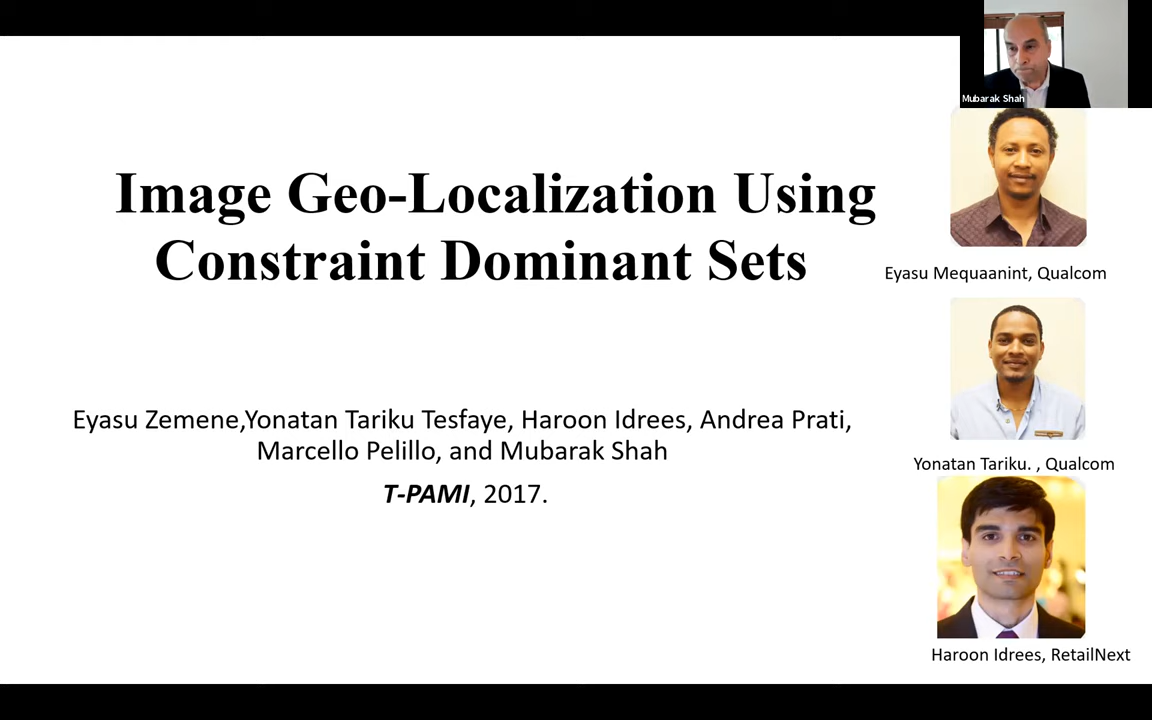 Mubarak Shah
Image Geo-Localization Using
Constraint Dominant Sets
Eyasu Mequaanint, Qualcom
Eyasu Zemene,Yonatan Tariku Tesfaye, Haroon Idrees, Andrea Prati,
Marcello Pelillo, and Mubarak Shah
T-PAMI, 2017.
Yonatan Tariku. , Qualcom
Haroon Idrees, RetailNext